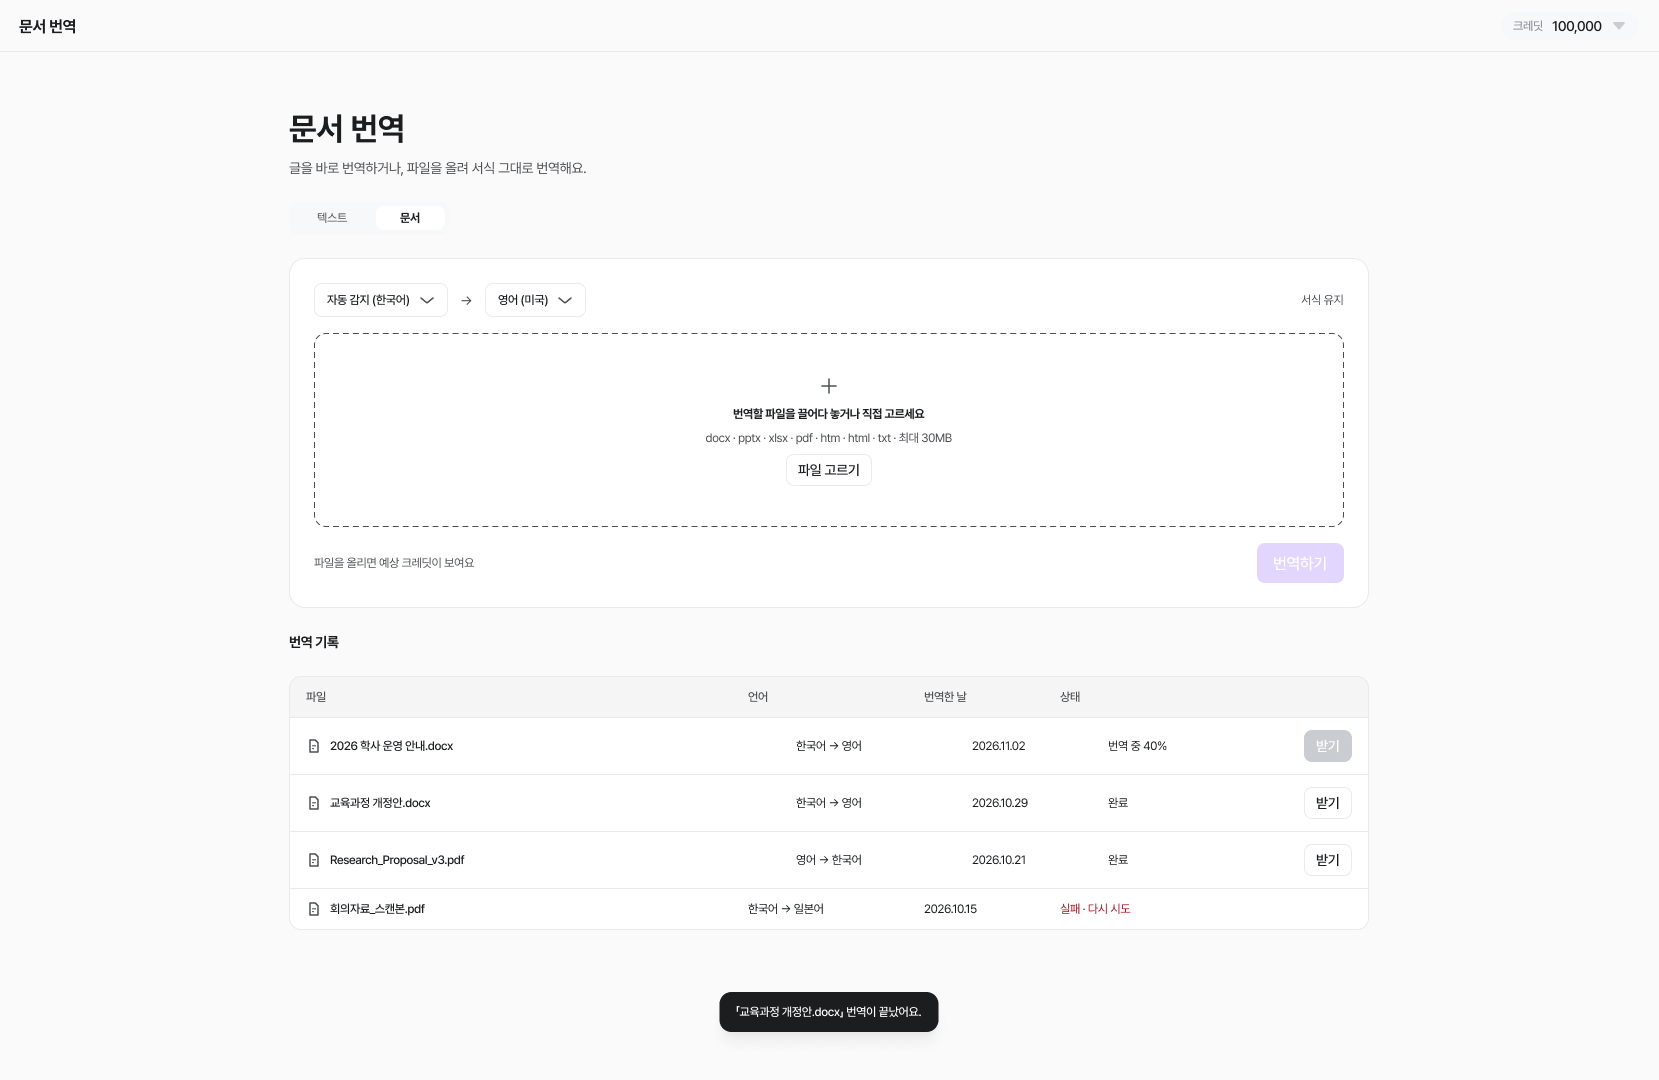 문서 번역
크레딧 100,000
문서 번역
글을 바로 번역하거나, 파일을 올려 서식 그대로 번역해요.
텍스트 문서
자동 감지 (한국어) → 영어 (미국) 서식 유지
번역할 파일을 끌어다 놓거나 직접 고르세요
docx · pptx · xlsx · pdf · htm · html · txt · 최대 30MB
파일 고르기
파일을 올리면 예상 크레딧이 보여요 번역하기
번역 기록
파일 언어 번역한 날 상태
2026 학사 운영 안내.docx 한국어 → 영어 2026.11.02 번역 중 40% 받기
교육과정 개정안.docx 한국어 → 영어 2026.10.29 완료 받기
Research_Proposal_v3.pdf 영어 → 한국어 2026.10.21 완료 받기
회의자료_스캔본.pdf 한국어 → 일본어 2026.10.15 실패 · 다시 시도
「교육과정 개정안.docx」 번역이 끝났어요.